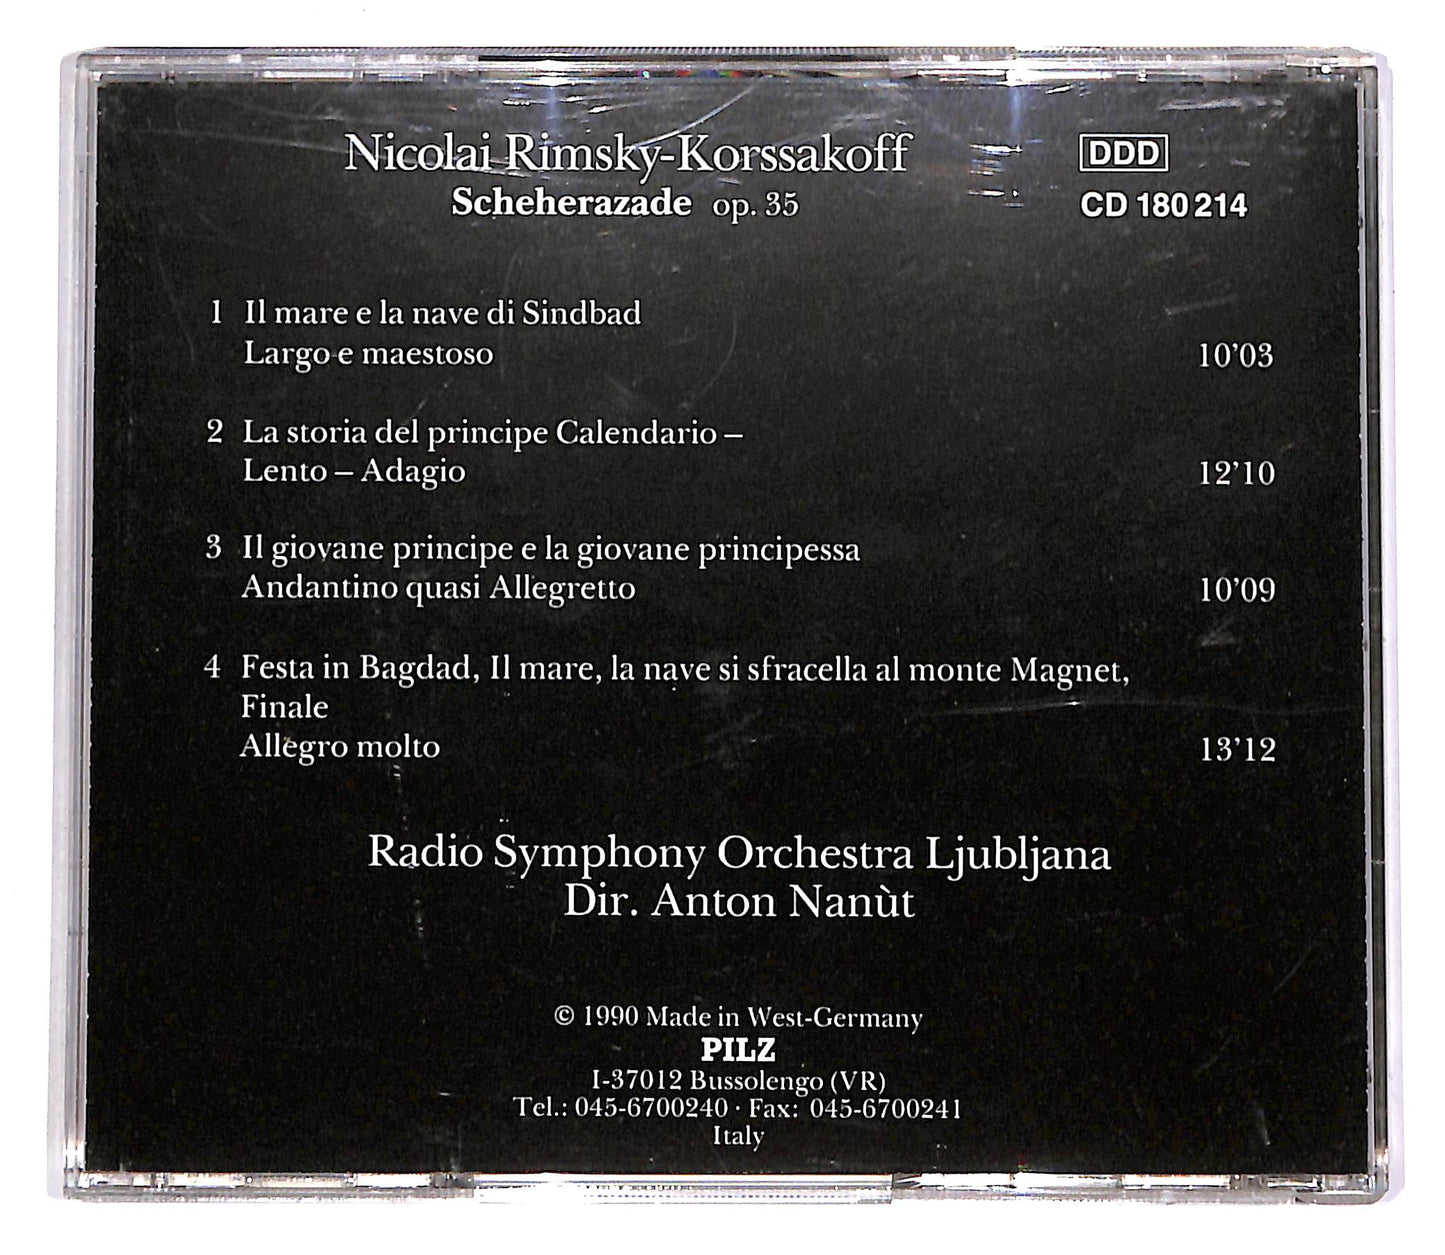 Nicolai Rimsky-Korssakoff
Scheherazade op. 35
DDD
CD 180 214
1 Il mare e la nave di Sindbad
Largo e maestoso 10'03
2 La storia del principe Calendario –
Lento – Adagio 12'10
3 Il giovane principe e la giovane principessa
Andantino quasi Allegretto 10'09
4 Festa in Bagdad, Il mare, la nave si sfracella al monte Magnet,
Finale
Allegro molto 13'12
Radio Symphony Orchestra Ljubljana
Dir. Anton Nanùt
© 1990 Made in West-Germany
PILZ
I-37012 Bussolengo (VR)
Tel.: 045-6700240 · Fax: 045-6700241
Italy